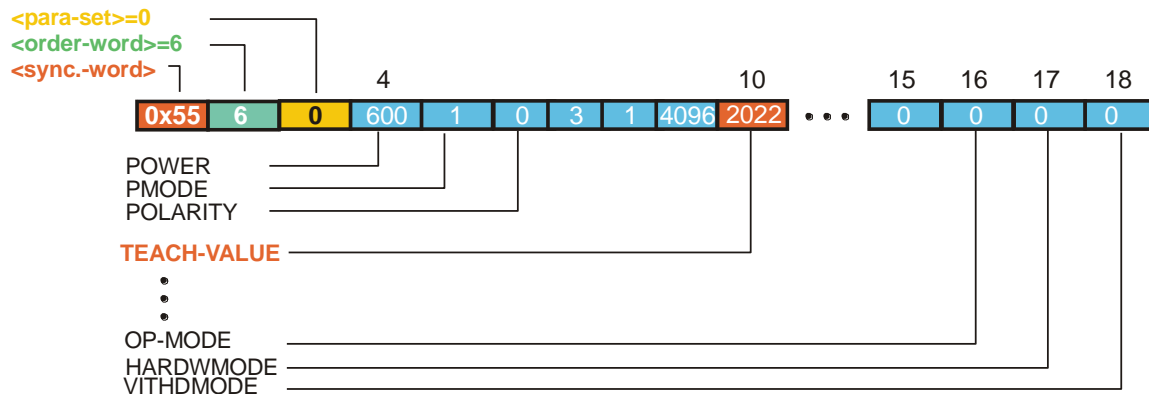 <para-set>=0
<order-word>=6
<sync.-word>
4 10 15 16 17 18
0x55 6 0 600 1 0 3 1 4096 2022 • • • 0 0 0 0
POWER
PMODE
POLARITY
TEACH-VALUE
OP-MODE
HARDWMODE
VITHDMODE